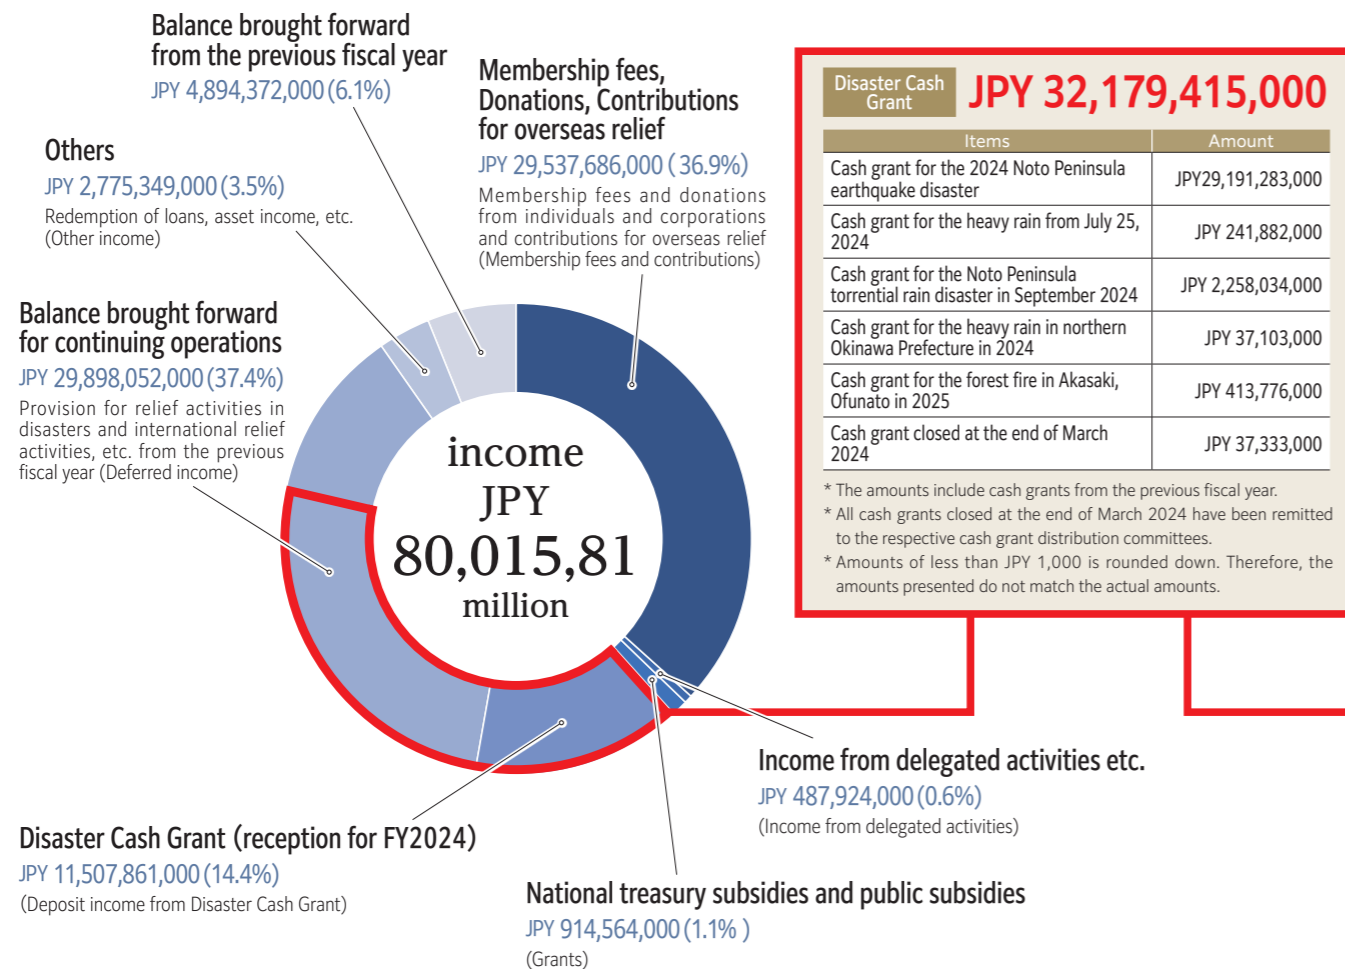 Balance brought forward
from the previous fiscal year
JPY 4,894,372,000 (6.1%)
Others
JPY 2,775,349,000 (3.5%)
Redemption of loans, asset income, etc.
(Other income)
Membership fees,
Donations, Contributions
for overseas relief
JPY 29,537,686,000 ( 36.9%)
Membership fees and donations
from individuals and corporations
and contributions for overseas relief
(Membership fees and contributions)
Balance brought forward
for continuing operations
JPY 29,898,052,000 (37.4%)
Provision for relief activities in
disasters and international relief
activities, etc. from the previous
fiscal year (Deferred income)
income
JPY
80,015,81
million
Disaster Cash Grant (reception for FY2024)
JPY 11,507,861,000 (14.4%)
(Deposit income from Disaster Cash Grant)
National treasury subsidies and public subsidies
JPY 914,564,000 (1.1% )
(Grants)
Income from delegated activities etc.
JPY 487,924,000 (0.6%)
(Income from delegated activities)
Disaster Cash
Grant
JPY 32,179,415,000
Items Amount
Cash grant for the 2024 Noto Peninsula
earthquake disaster
JPY29,191,283,000
Cash grant for the heavy rain from July 25,
2024
JPY 241,882,000
Cash grant for the Noto Peninsula
torrential rain disaster in September 2024
JPY 2,258,034,000
Cash grant for the heavy rain in northern
Okinawa Prefecture in 2024
JPY 37,103,000
Cash grant for the forest fire in Akasaki,
Ofunato in 2025
JPY 413,776,000
Cash grant closed at the end of March
2024
JPY 37,333,000
* The amounts include cash grants from the previous fiscal year.
* All cash grants closed at the end of March 2024 have been remitted
to the respective cash grant distribution committees.
* Amounts of less than JPY 1,000 is rounded down. Therefore, the
amounts presented do not match the actual amounts.